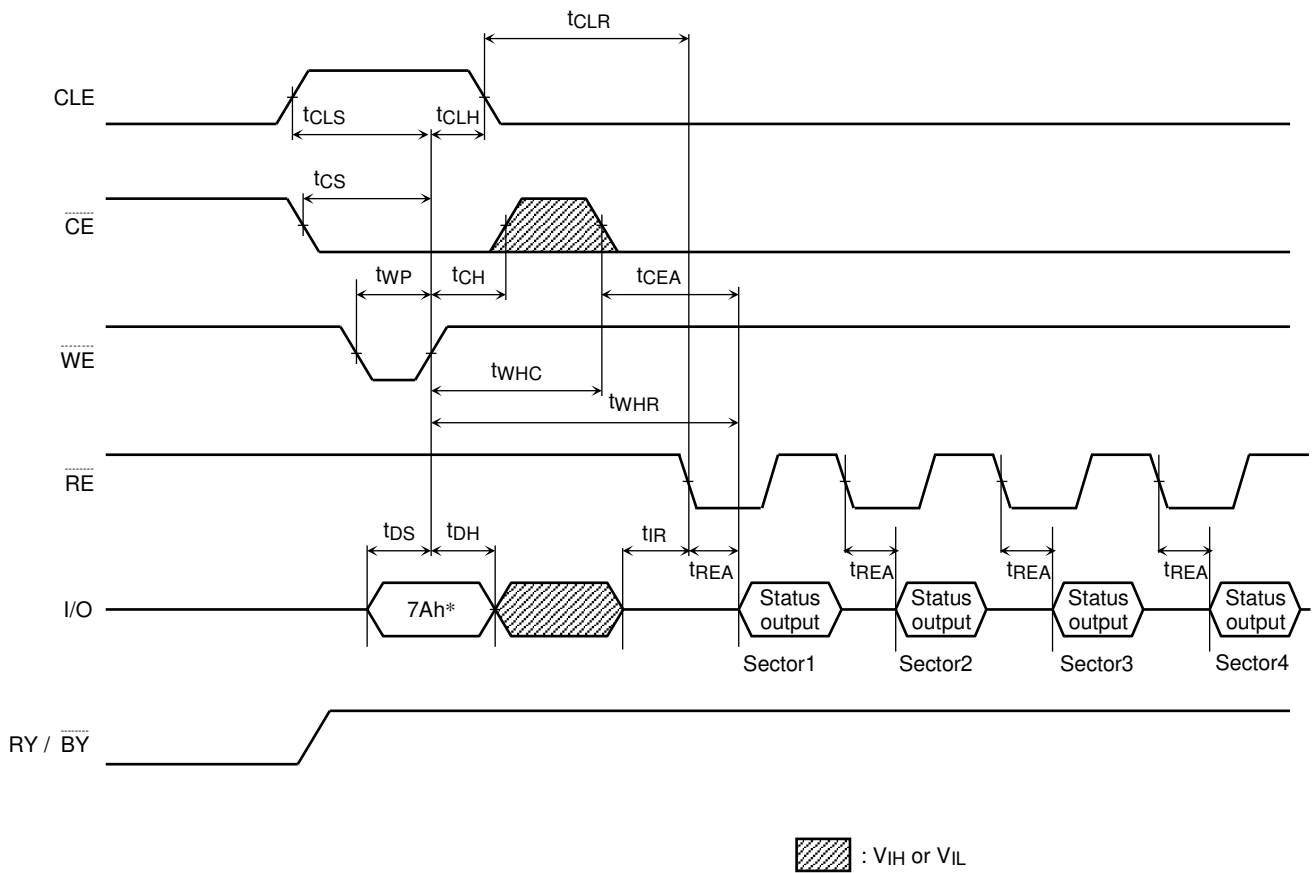 tCLR
CLE
tCLS
tCLH
tCS
CE
tWP
tCH
tCEA
WE
tWHC
tWHR
RE
tDS
tDH
tIR
tREA
tREA
tREA
tREA
I/O
7Ah*
Status
output
Status
output
Status
output
Status
output
Sector1
Sector2
Sector3
Sector4
RY / BY
: VIH or VIL